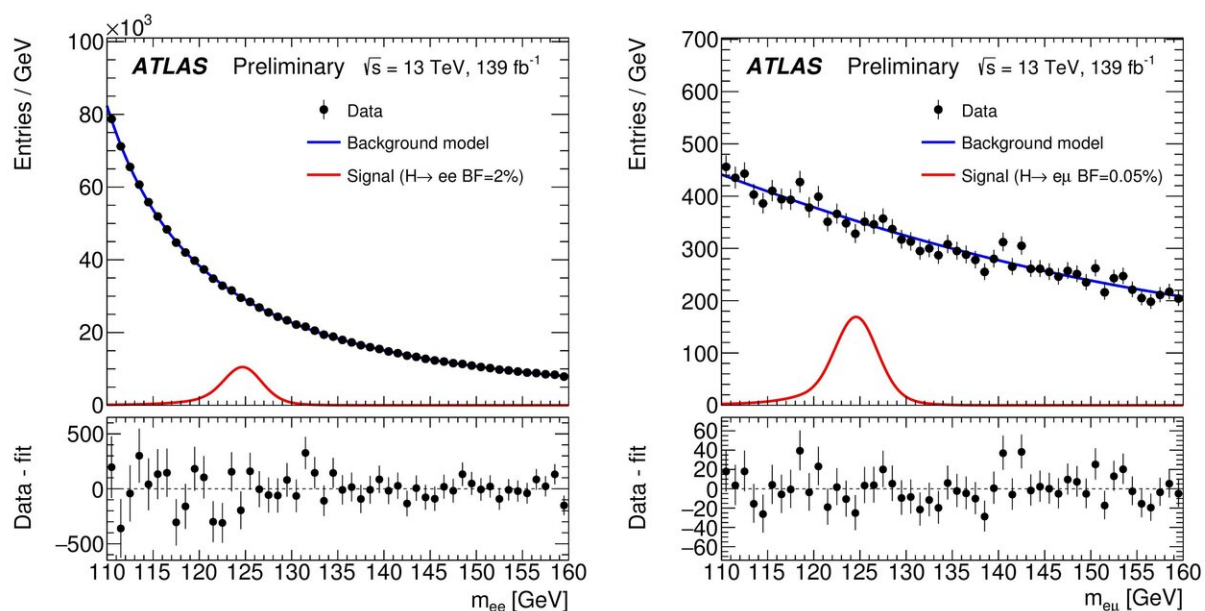 ×10³
Entries / GeV
100
80
60
40
20
0
ATLAS Preliminary √s = 13 TeV, 139 fb⁻¹
Data
Background model
Signal (H→ ee BF=2%)
Data - fit
500
0
−500
110 115 120 125 130 135 140 145 150 155 160
m_ee [GeV]
Entries / GeV
700
600
500
400
300
200
100
0
ATLAS Preliminary √s = 13 TeV, 139 fb⁻¹
Data
Background model
Signal (H→ eμ BF=0.05%)
Data - fit
60
40
20
0
−20
−40
−60
110 115 120 125 130 135 140 145 150 155 160
m_eμ [GeV]